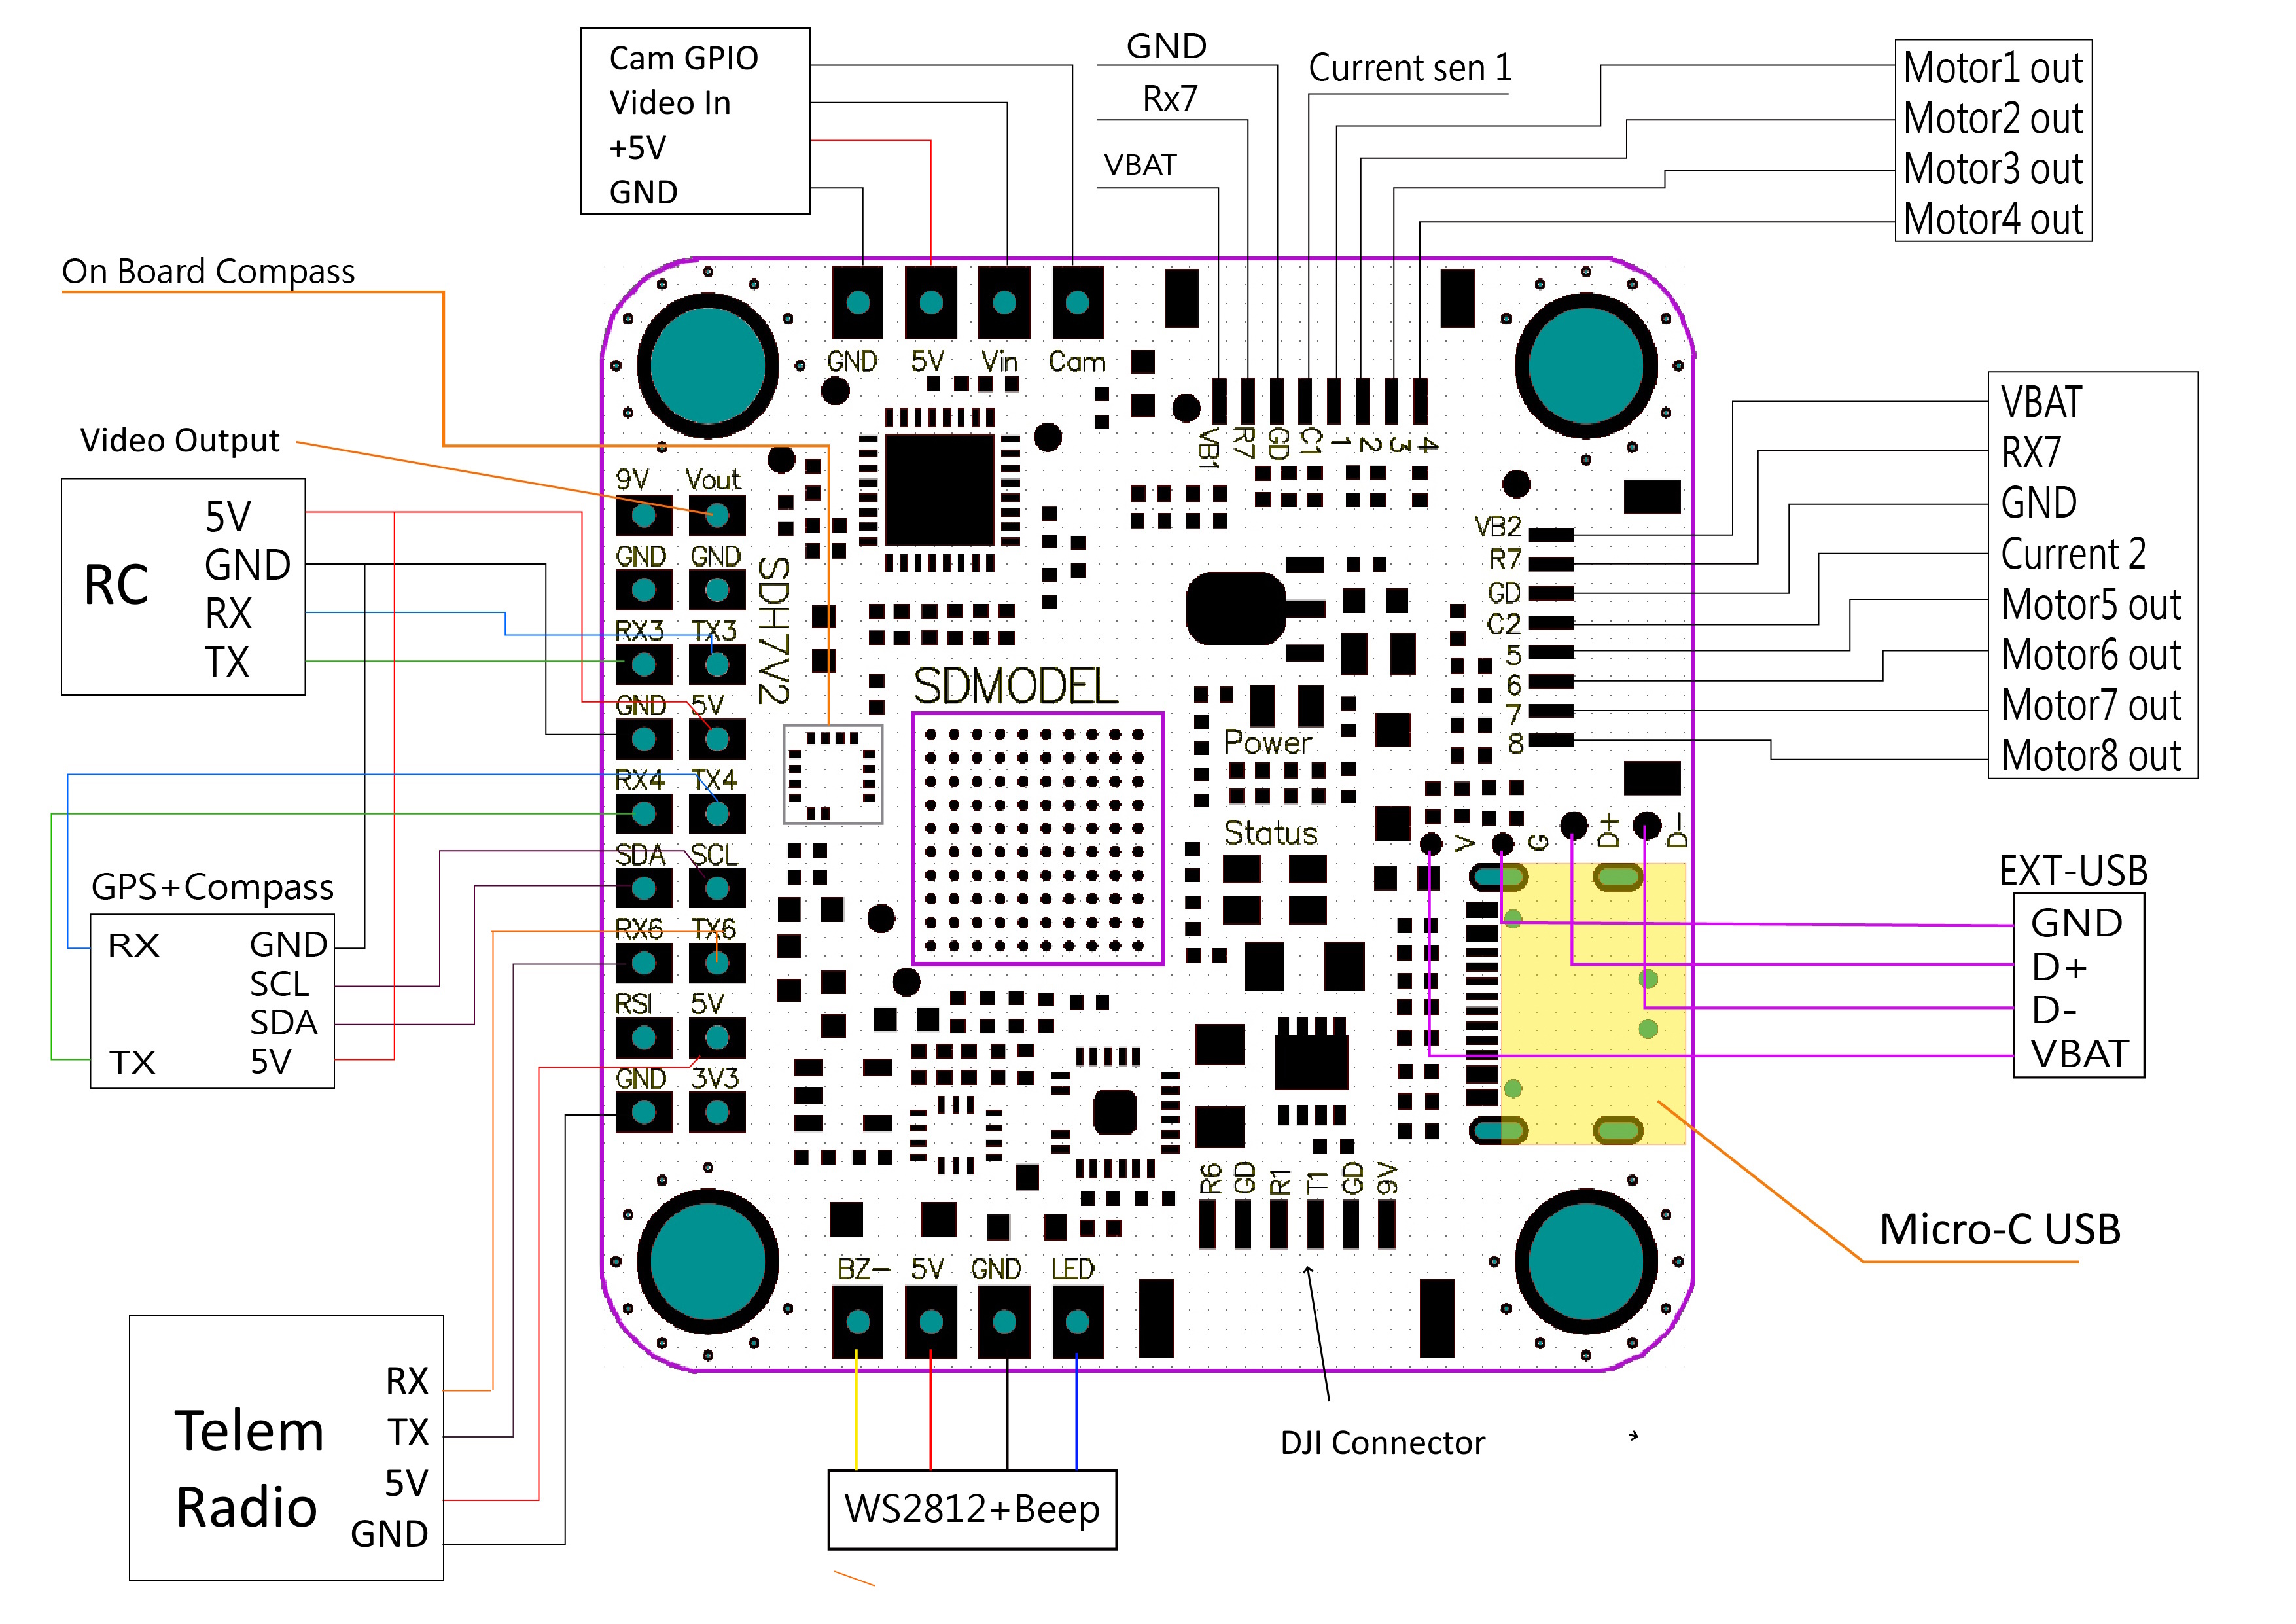 Cam GPIO
Video In
+5V
GND
GND
Rx7
VBAT
Current sen 1
Motor1 out
Motor2 out
Motor3 out
Motor4 out
On Board Compass
Video Output
RC
5V
GND
RX
TX
GPS+Compass
RX
TX
GND
SCL
SDA
5V
Telem
Radio
RX
TX
5V
GND
GND 5V Vin Cam
VB1 R7 GD C1 1 2 3 4
9V Vout
GND GND
RX3 TX3
GND 5V
RX4 TX4
SDA SCL
RX6 TX6
RSI 5V
GND 3V3
SDH7V2
SDMODEL
Power
Status
VB2
R7
GD
C2
5
6
7
8
V G D+ D-
VBAT
RX7
GND
Current 2
Motor5 out
Motor6 out
Motor7 out
Motor8 out
EXT-USB
GND
D+
D-
VBAT
Micro-C USB
R6 GD R1 T1 GD 9V
BZ- 5V GND LED
DJI Connector
WS2812+Beep